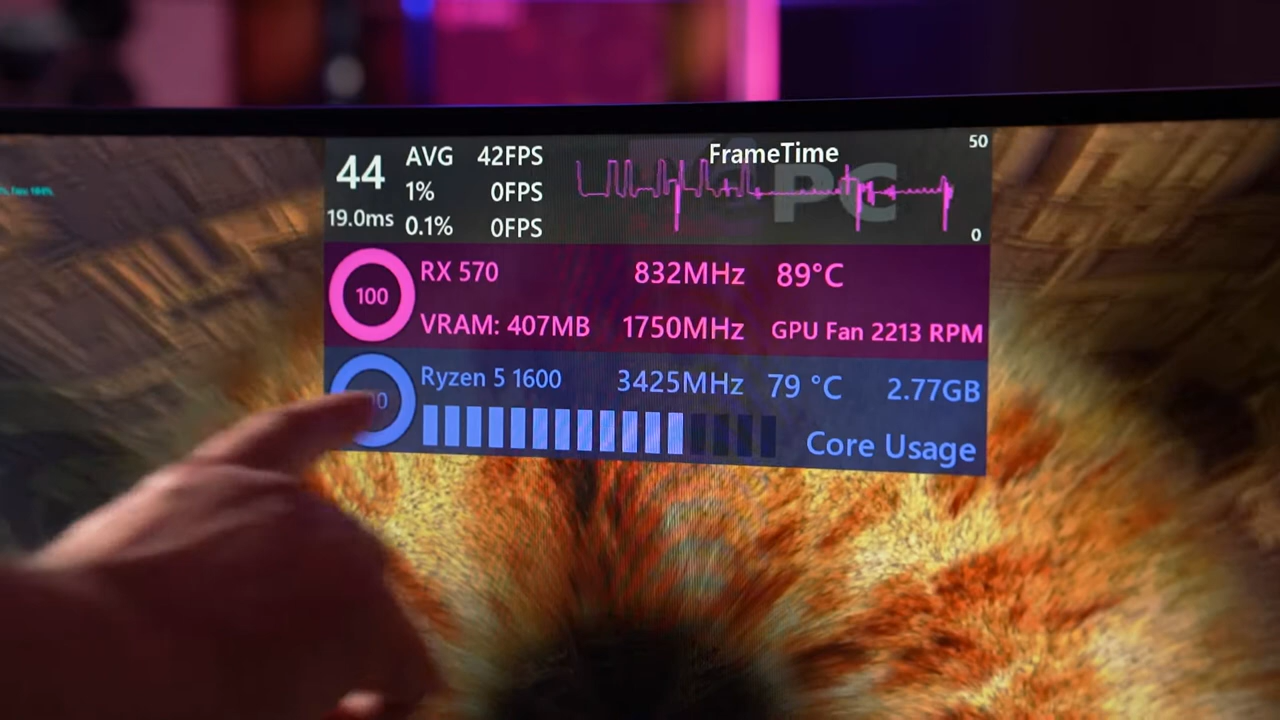 44
19.0ms
AVG 42FPS
1% 0FPS
0.1% 0FPS
FrameTime
50
0
PC
100
RX 570 832MHz 89°C
VRAM: 407MB 1750MHz GPU Fan 2213 RPM
Ryzen 5 1600 3425MHz 79 °C 2.77GB
Core Usage